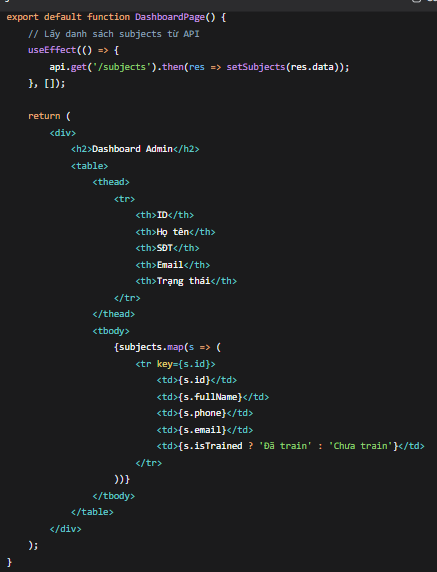 export default function DashboardPage() {
    // Lấy danh sách subjects từ API
    useEffect(() => {
        api.get('/subjects').then(res => setSubjects(res.data));
    }, []);

    return (
        <div>
            <h2>Dashboard Admin</h2>
            <table>
                <thead>
                    <tr>
                        <th>ID</th>
                        <th>Họ tên</th>
                        <th>SĐT</th>
                        <th>Email</th>
                        <th>Trạng thái</th>
                    </tr>
                </thead>
                <tbody>
                    {subjects.map(s => (
                        <tr key={s.id}>
                            <td>{s.id}</td>
                            <td>{s.fullName}</td>
                            <td>{s.phone}</td>
                            <td>{s.email}</td>
                            <td>{s.isTrained ? 'Đã train' : 'Chưa train'}</td>
                        </tr>
                    ))}
                </tbody>
            </table>
        </div>
    );
}